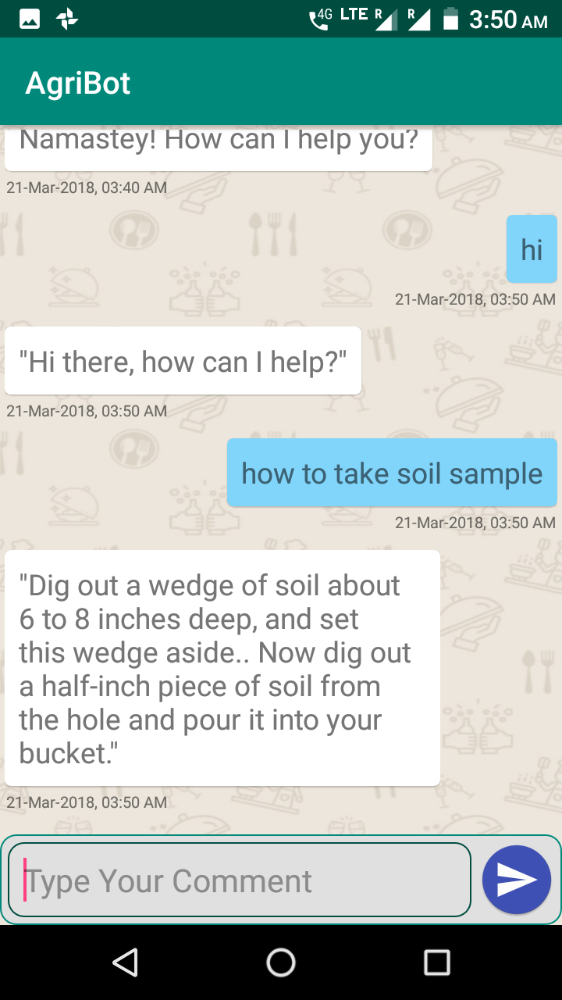 4G LTE R R 3:50 AM
AgriBot
Namastey! How can I help you?
21-Mar-2018, 03:40 AM
hi
21-Mar-2018, 03:50 AM
"Hi there, how can I help?"
21-Mar-2018, 03:50 AM
how to take soil sample
21-Mar-2018, 03:50 AM
"Dig out a wedge of soil about
6 to 8 inches deep, and set
this wedge aside.. Now dig out
a half-inch piece of soil from
the hole and pour it into your
bucket."
21-Mar-2018, 03:50 AM
Type Your Comment